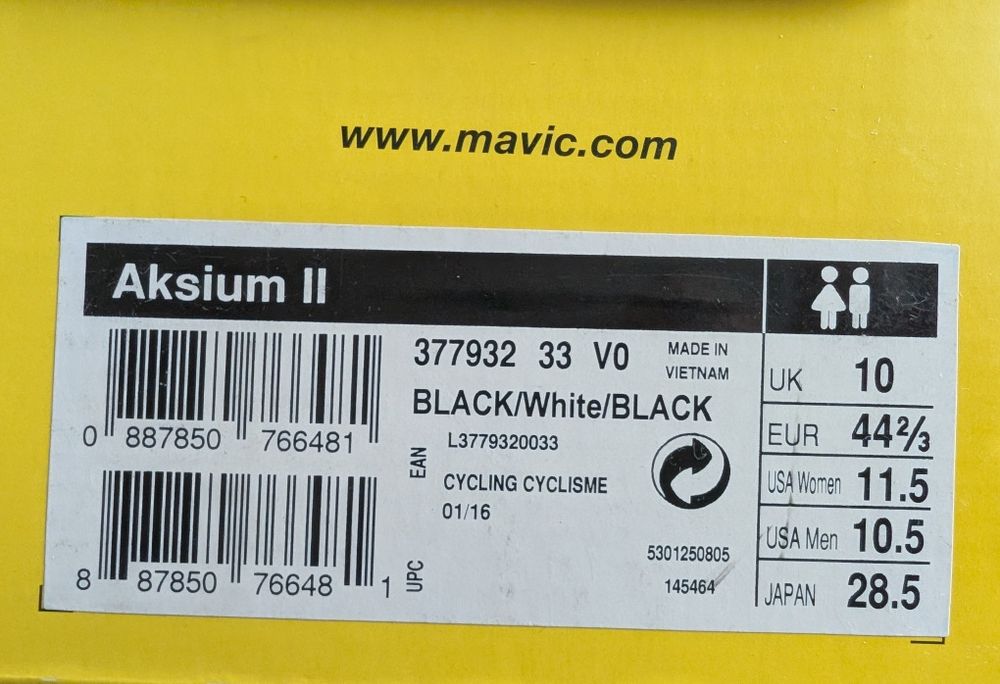 www.mavic.com
Aksium II
0 887850 766481
EAN
8 87850 76648 1
UPC
377932 33 V0
MADE IN
VIETNAM
BLACK/White/BLACK
L3779320033
CYCLING CYCLISME
01/16
5301250805
145464
UK 10
EUR 44⅔
USA Women 11.5
USA Men 10.5
JAPAN 28.5